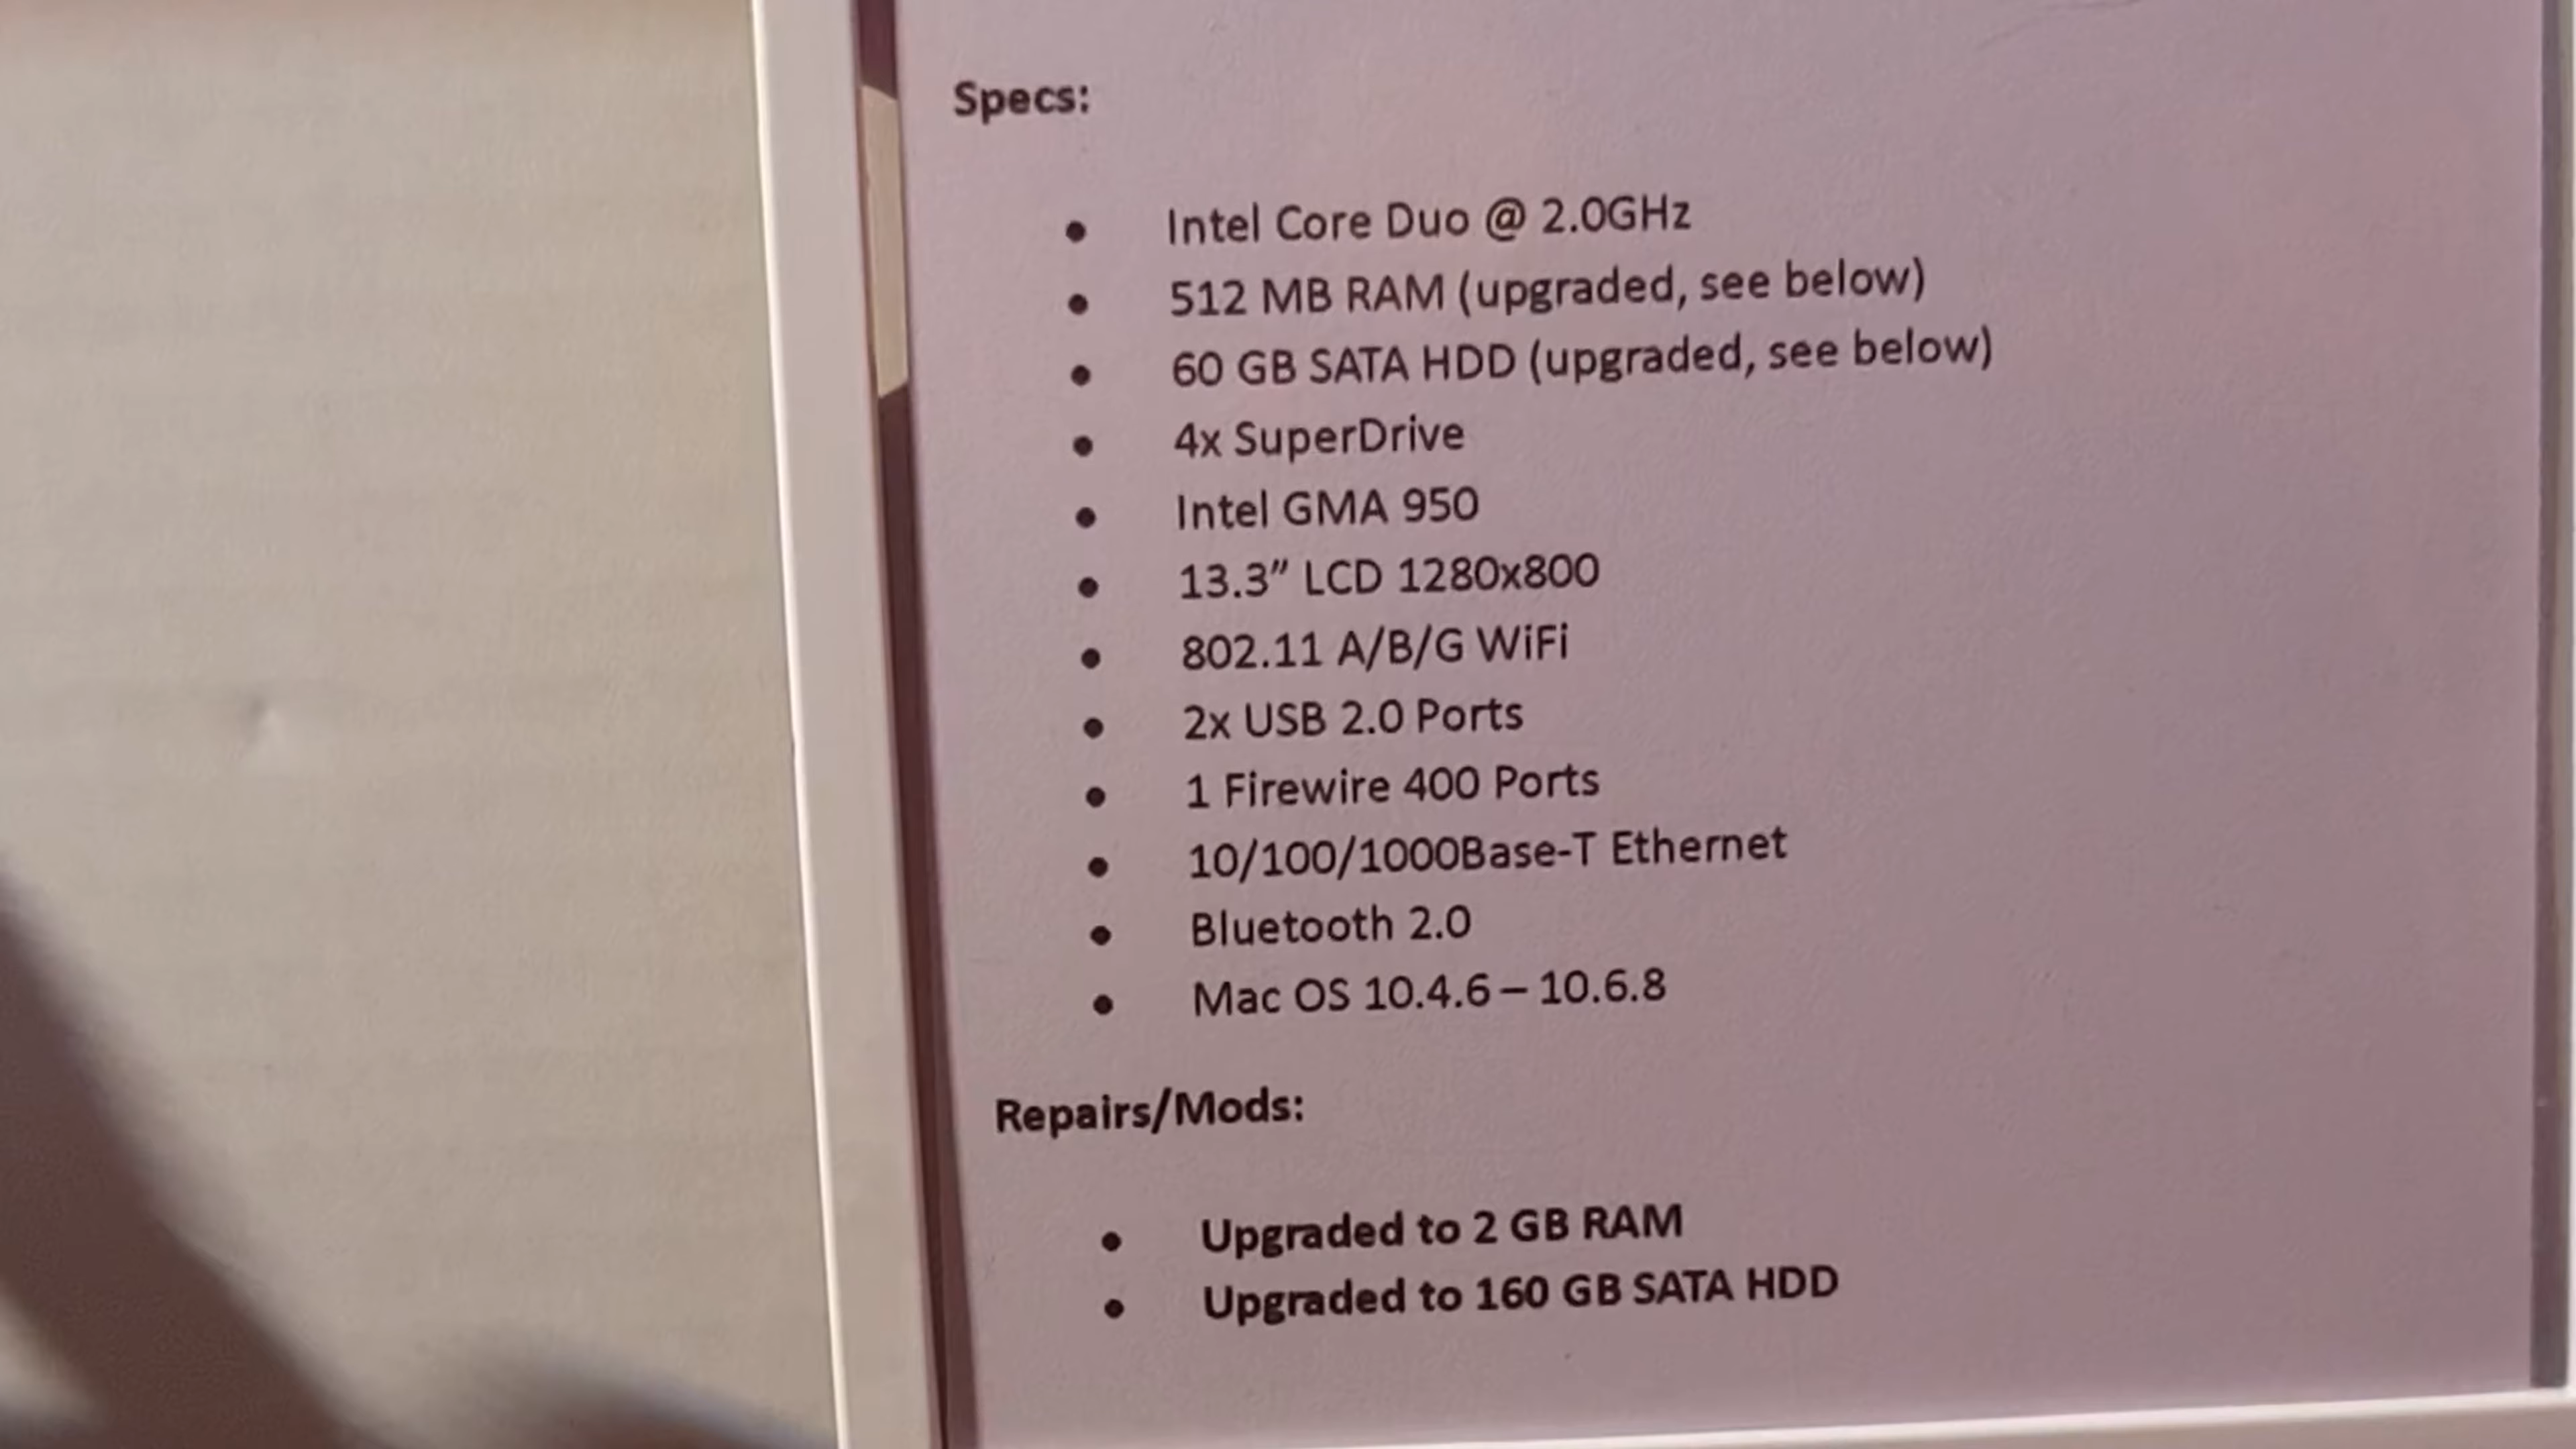 Specs:
• Intel Core Duo @ 2.0GHz
• 512 MB RAM (upgraded, see below)
• 60 GB SATA HDD (upgraded, see below)
• 4x SuperDrive
• Intel GMA 950
• 13.3” LCD 1280x800
• 802.11 A/B/G WiFi
• 2x USB 2.0 Ports
• 1 Firewire 400 Ports
• 10/100/1000Base-T Ethernet
• Bluetooth 2.0
• Mac OS 10.4.6 – 10.6.8
Repairs/Mods:
• Upgraded to 2 GB RAM
• Upgraded to 160 GB SATA HDD